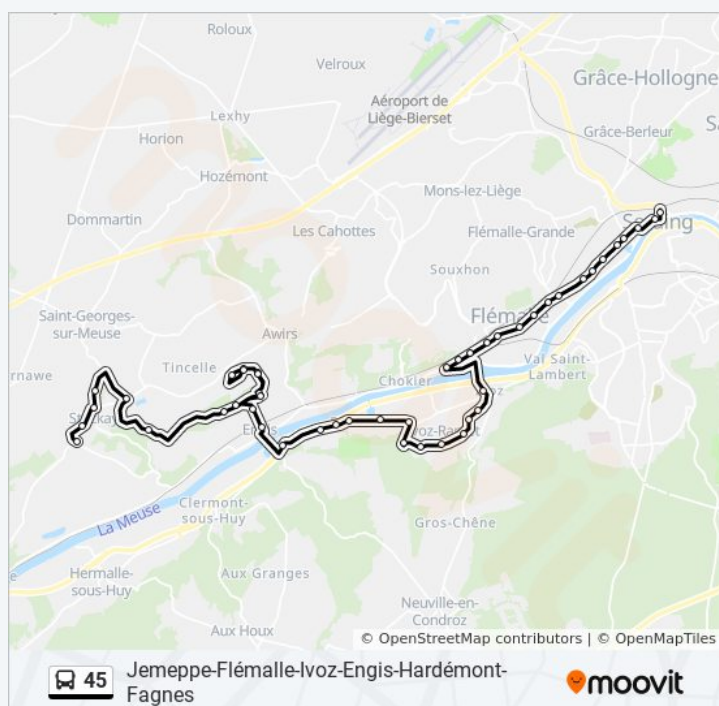 Roloux
Velroux
Grâce-Hollogne
Aéroport de
Liège-Bierset
Sa
Lexhy
Grâce-Berleur
Horion
Hozémont
Mons-lez-Liège
Dommartin
Les Cahottes
Flémalle-Grande
Souxhon
Saint-Georges-
sur-Meuse
Flémalle
Awirs
Tincelle
Val Saint-
Lambert
ernawe
Chokier
Engis
Ivoz-Ramet
La Meuse
Clermont-
sous-Huy
Gros-Chêne
Hermalle-
sous-Huy
Aux Granges
Neuville-en-
Condroz
Aux Houx
© OpenStreetMap contributors | © OpenMapTiles
45
Jemeppe-Flémalle-Ivoz-Engis-Hardémont-
Fagnes
moovit